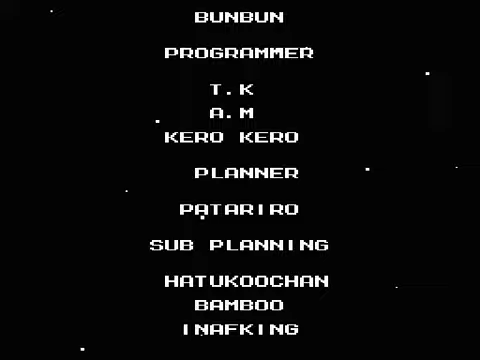 BUNBUN
PROGRAMMER
T.K
A.M
KERO KERO
PLANNER
PATARIRO
SUB PLANNING
HATUKOOCHAN
BAMBOO
INAFKING